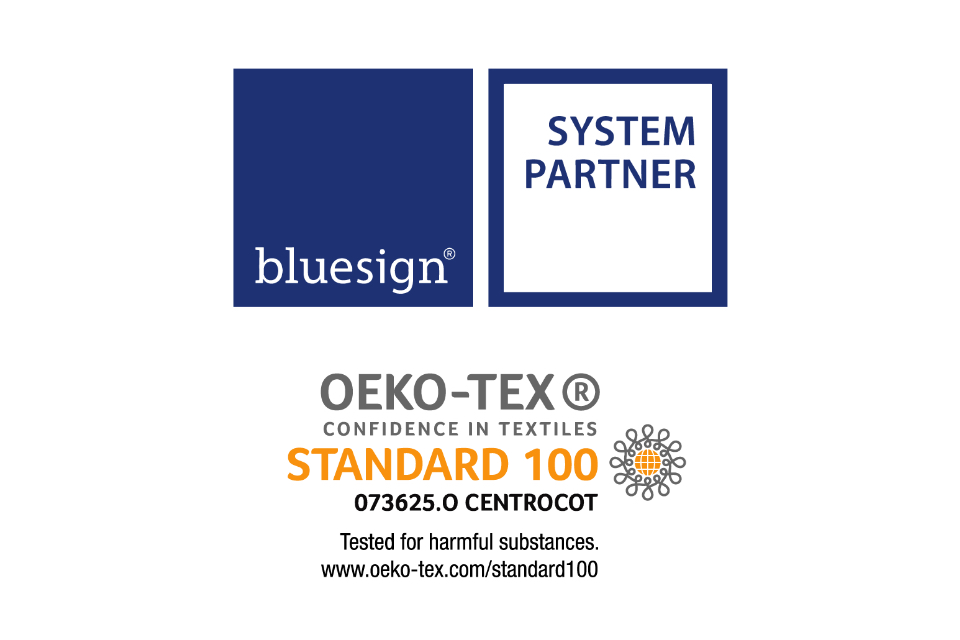 bluesign®
SYSTEM
PARTNER
OEKO-TEX®
CONFIDENCE IN TEXTILES
STANDARD 100
073625.O CENTROCOT
Tested for harmful substances.
www.oeko-tex.com/standard100